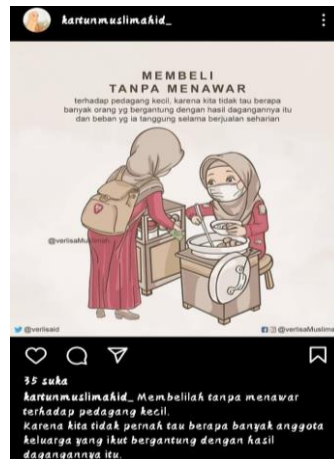 kartunmuslimahid_
MEMBELI
TANPA MENAWAR
terhadap pedagang kecil, karena kita tidak tau berapa
banyak orang yg bergantung dengan hasil dagangannya itu
dan beban yg ia tanggung selama berjualan seharian
@verlisaMuslimah
@verlisaid
@verlisaMuslimah
35 suka
kartunmuslimahid_ Membelilah tanpa menawar
terhadap pedagang kecil.
Karena kita tidak pernah tau berapa banyak anggota
keluarga yang ikut bergantung dengan hasil
dagangannya itu.